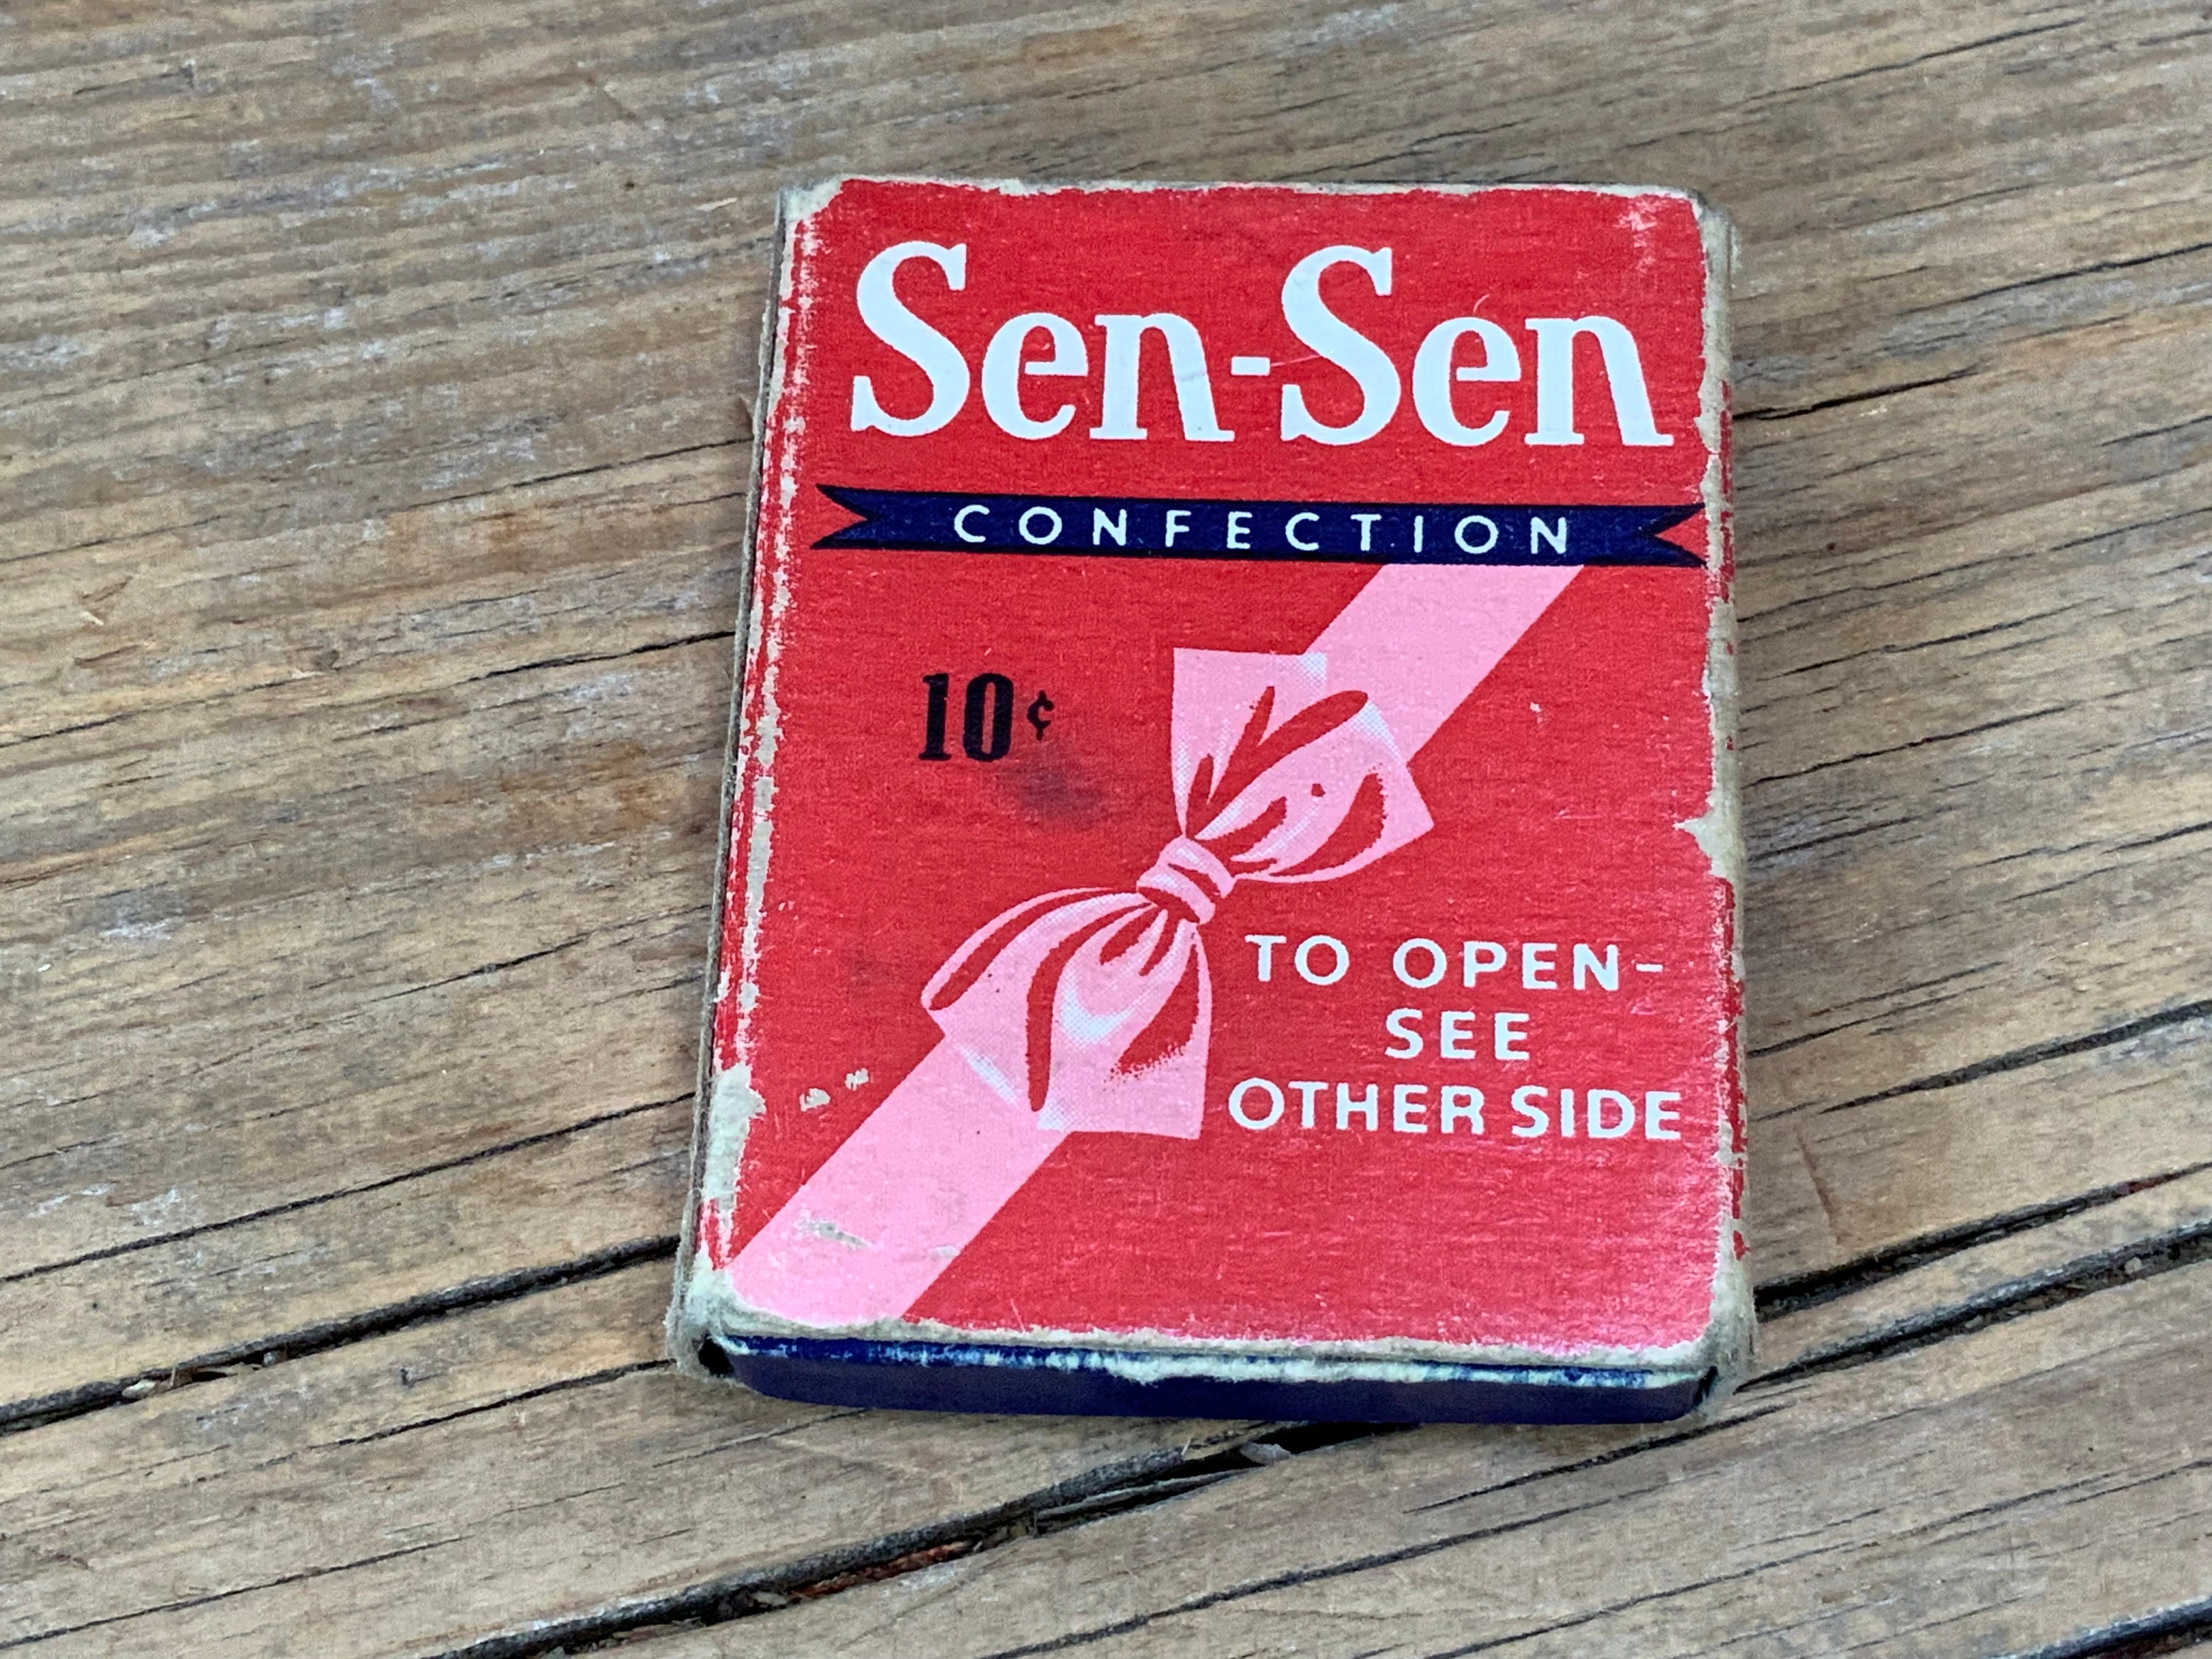 Sen-Sen
CONFECTION
10¢
TO OPEN-
SEE
OTHER SIDE